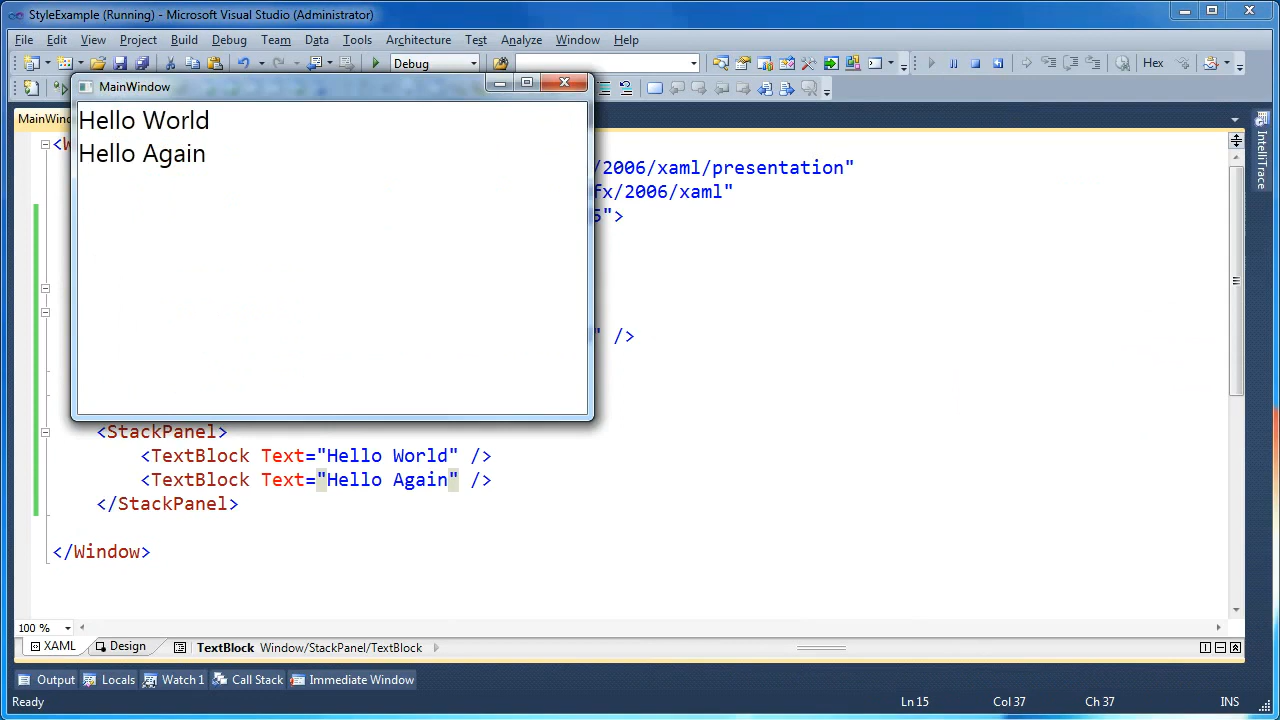 StyleExample (Running) - Microsoft Visual Studio (Administrator)
File Edit View Project Build Debug Team Data Tools Architecture Test Analyze Window Help
Debug
Hex
MainWindow
Hello World
Hello Again
MainWind
<W
/2006/xaml/presentation"
fx/2006/xaml"
5">
" />
<StackPanel>
<TextBlock Text="Hello World" />
<TextBlock Text="Hello Again" />
</StackPanel>
</Window>
IntelliTrace
100 %
XAML Design TextBlock Window/StackPanel/TextBlock
Output Locals Watch 1 Call Stack Immediate Window
Ready Ln 15 Col 37 Ch 37 INS